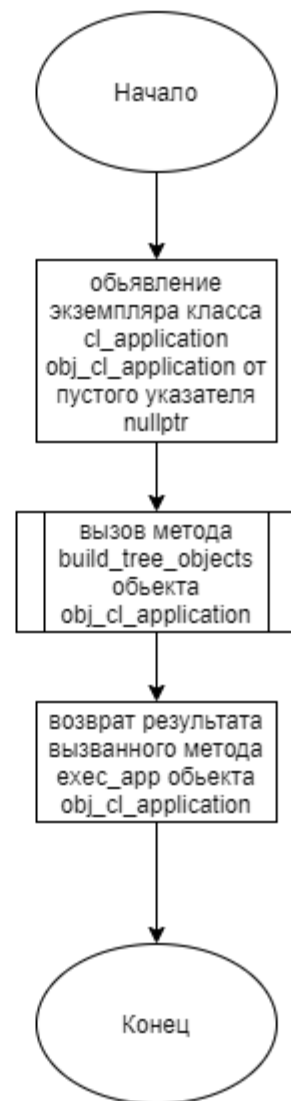 Начало
обьявление
экземпляра класса
cl_application
obj_cl_application от
пустого указателя
nullptr
вызов метода
build_tree_objects
обьекта
obj_cl_application
возврат результата
вызванного метода
exec_app обьекта
obj_cl_application
Конец